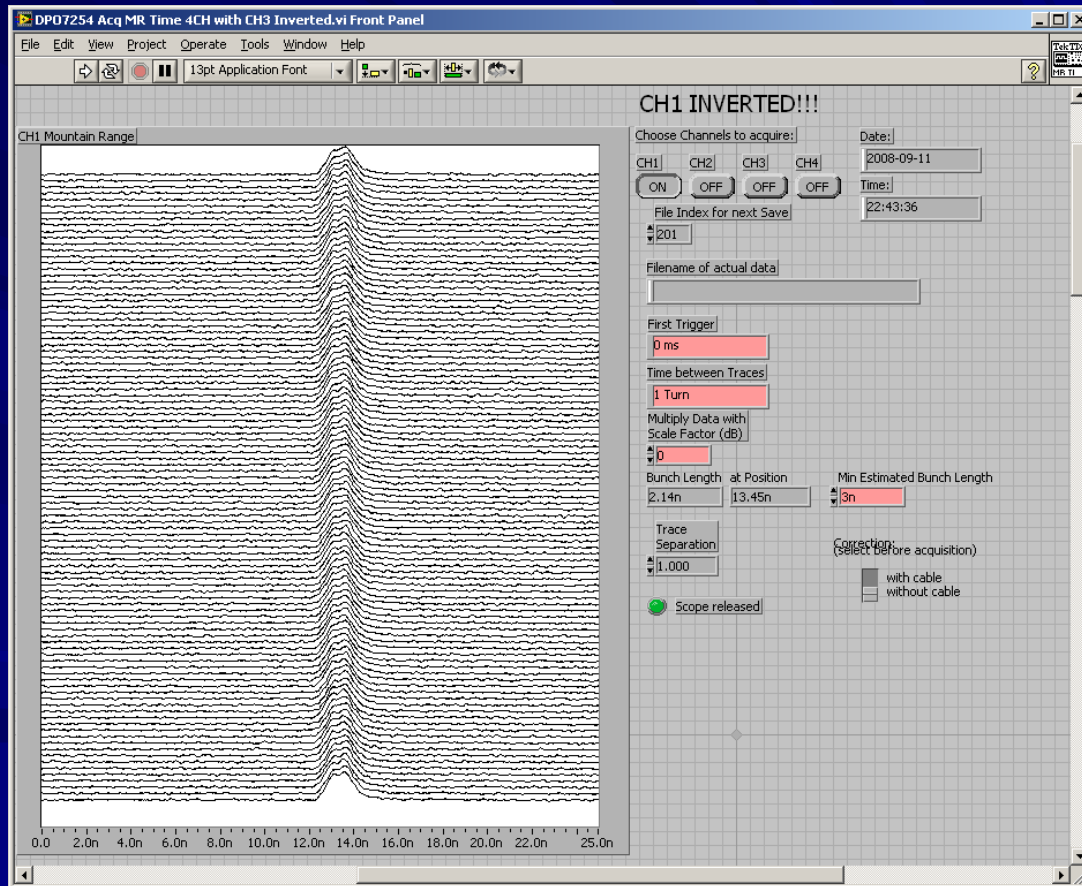 DPO7254 Acq MR Time 4CH with CH3 Inverted.vi Front Panel
File Edit View Project Operate Tools Window Help
13pt Application Font
?
MR TI
CH1 INVERTED!!!
CH1 Mountain Range
Choose Channels to acquire:
CH1 CH2 CH3 CH4
ON OFF OFF OFF
Date:
2008-09-11
Time:
22:43:36
File Index for next Save
201
Filename of actual data
First Trigger
0 ms
Time between Traces
1 Turn
Multiply Data with
Scale Factor (dB)
0
Bunch Length at Position
2.14n 13.45n
Min Estimated Bunch Length
3n
Trace
Separation
1.000
Correction:
(select before acquisition)
with cable
without cable
Scope released
0.0 2.0n 4.0n 6.0n 8.0n 10.0n 12.0n 14.0n 16.0n 18.0n 20.0n 22.0n 25.0n